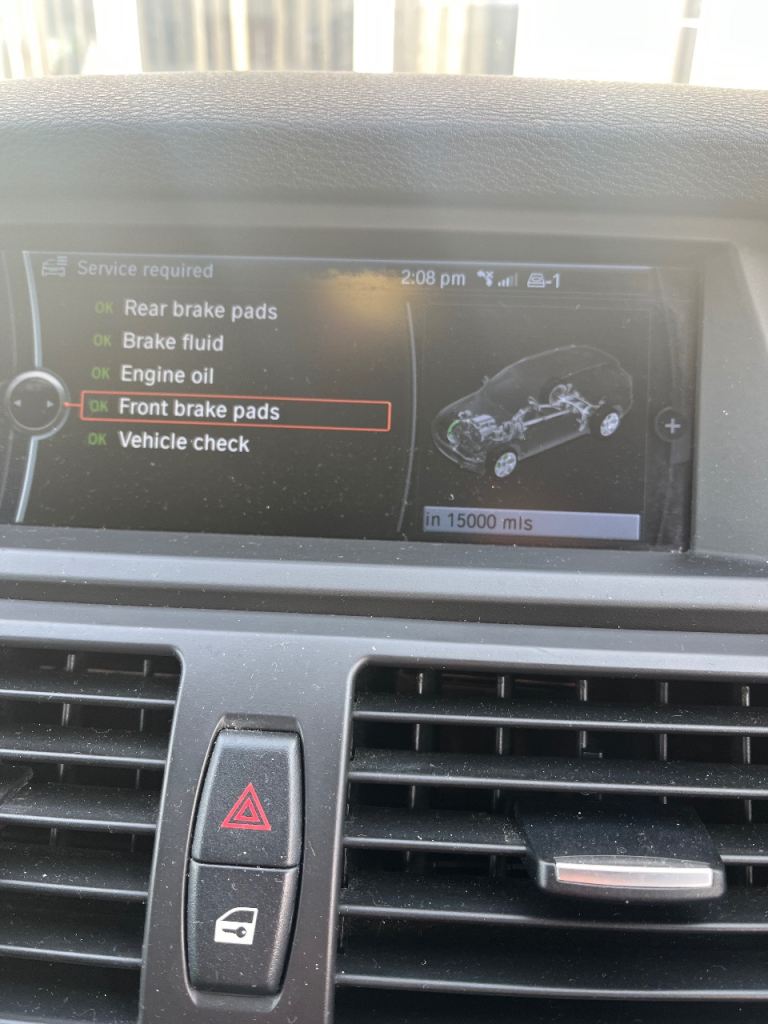 Service required
2:08 pm
-1
OK Rear brake pads
OK Brake fluid
OK Engine oil
OK Front brake pads
OK Vehicle check
+
in 15000 mls